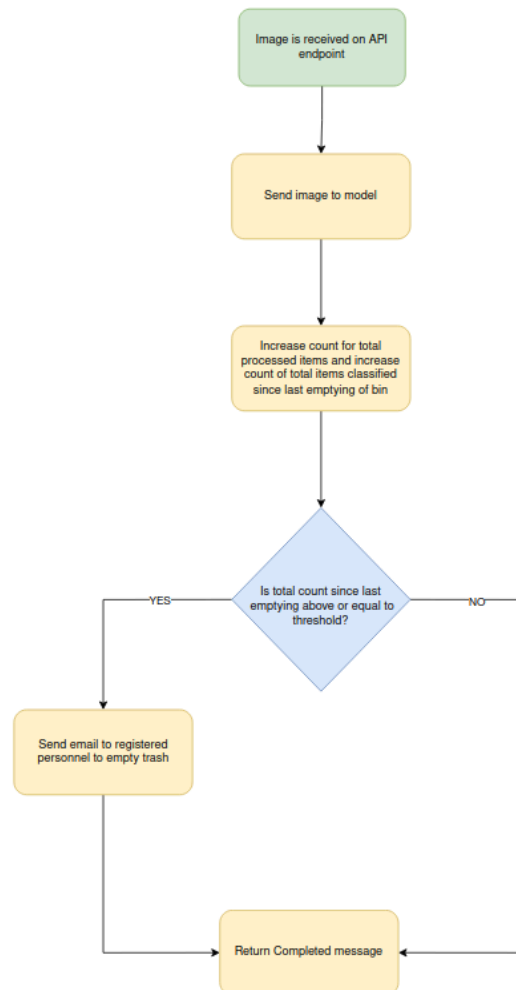 Image is received on API
endpoint
Send image to model
Increase count for total
processed items and increase
count of total items classified
since last emptying of bin
Is total count since last
emptying above or equal to
threshold?
YES
NO
Send email to registered
personnel to empty trash
Return Completed message